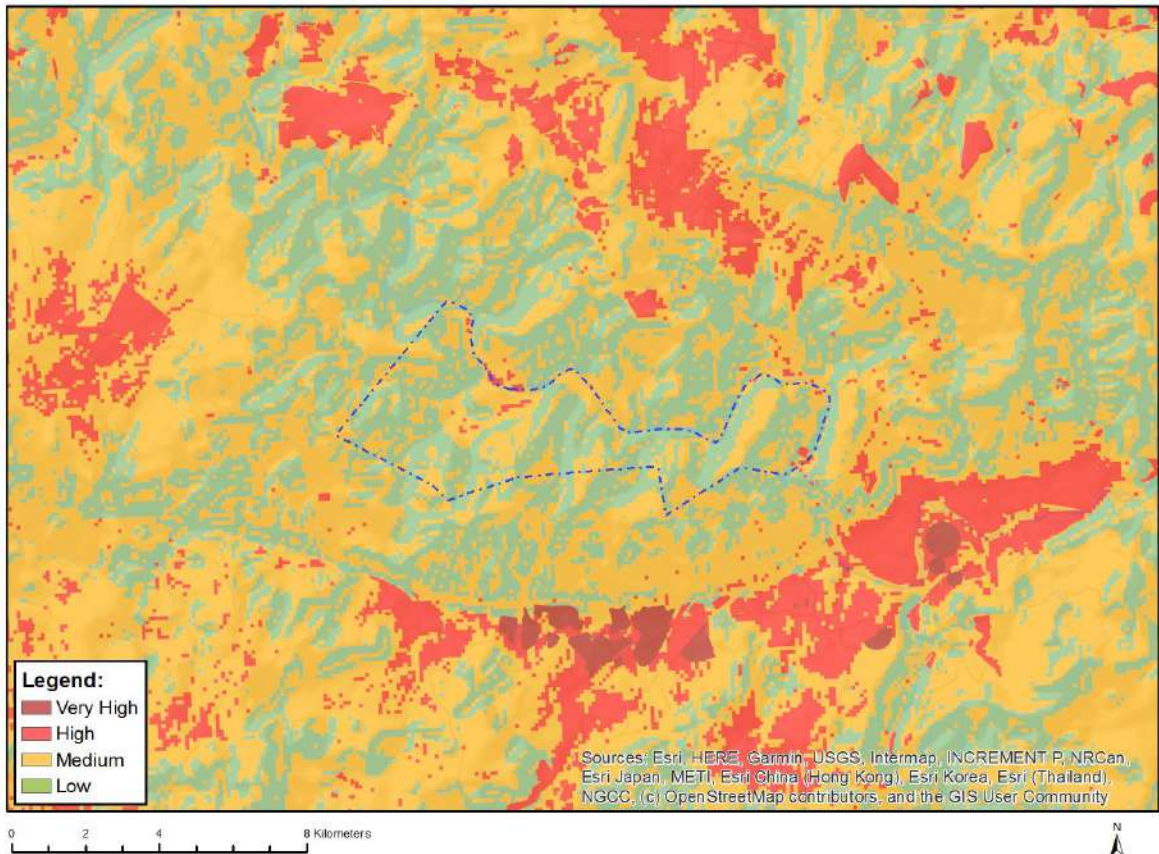 Legend:
Very High
High
Medium
Low
Sources: Esri, HERE, Garmin, USGS, Intermap, INCREMENT P, NRCan,
Esri Japan, METI, Esri China (Hong Kong), Esri Korea, Esri (Thailand),
NGCC, (c) OpenStreetMap contributors, and the GIS User Community
0 2 4 8 Kilometers
N